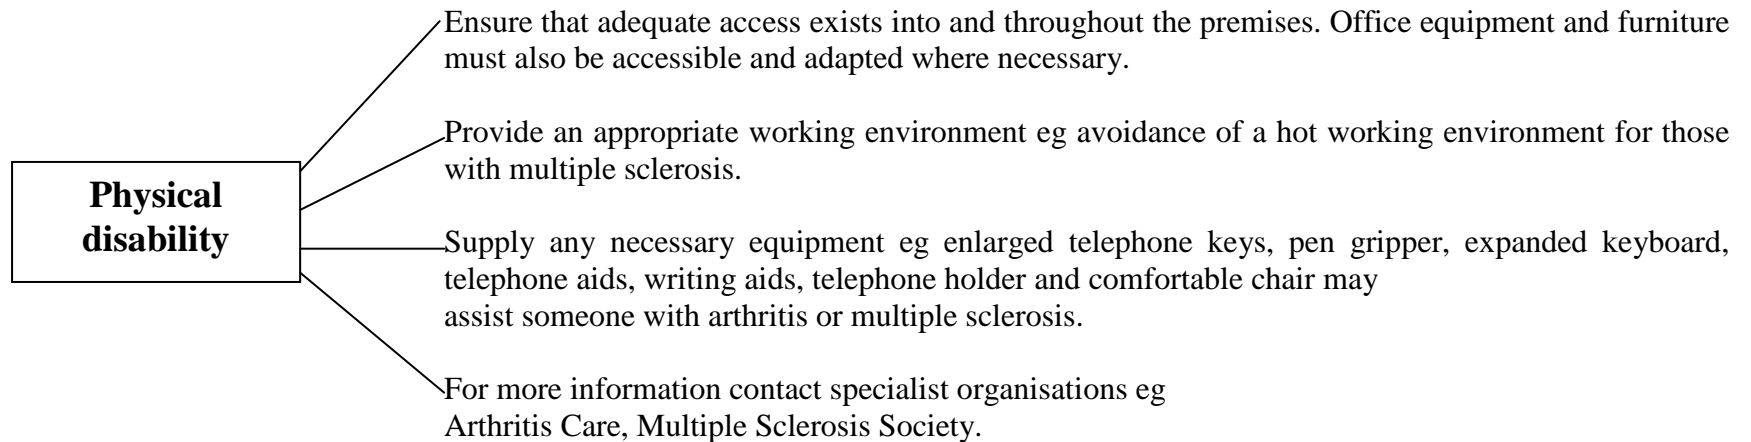 Ensure that adequate access exists into and throughout the premises. Office equipment and furniture
must also be accessible and adapted where necessary.
Provide an appropriate working environment eg avoidance of a hot working environment for those
with multiple sclerosis.
Physical
disability
Supply any necessary equipment eg enlarged telephone keys, pen gripper, expanded keyboard,
telephone aids, writing aids, telephone holder and comfortable chair may
assist someone with arthritis or multiple sclerosis.
For more information contact specialist organisations eg
Arthritis Care, Multiple Sclerosis Society.